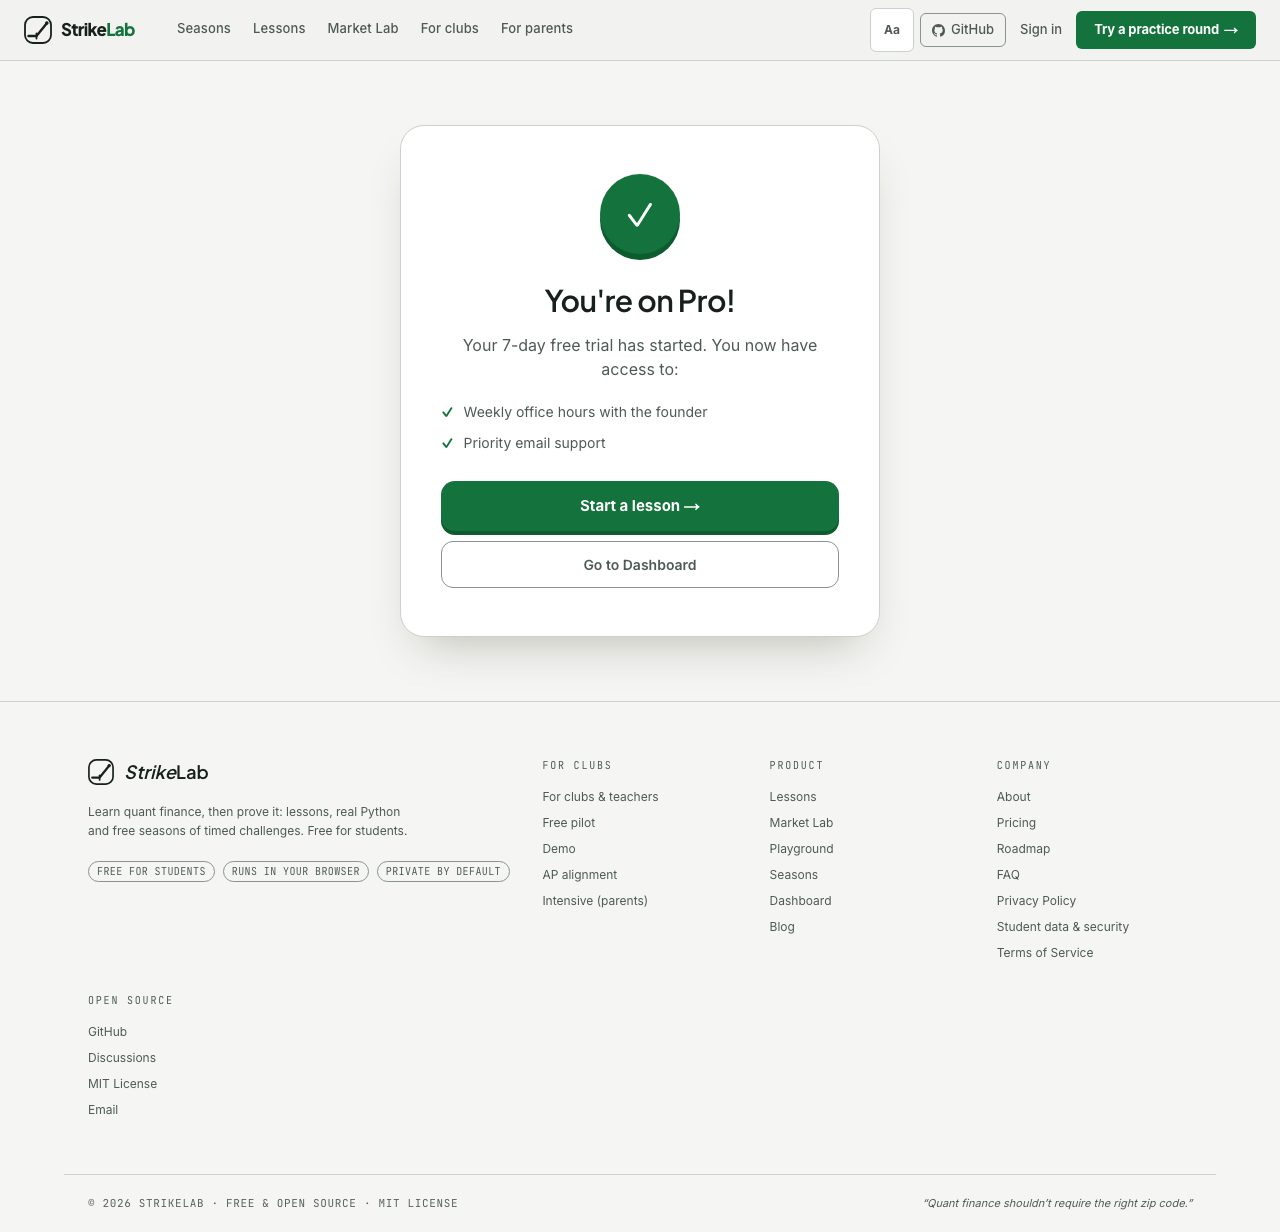 StrikeLab
Seasons
Lessons
Market Lab
For clubs
For parents
Aa
GitHub
Sign in
Try a practice round →
You're on Pro!
Your 7-day free trial has started. You now have
access to:
Weekly office hours with the founder
Priority email support
Start a lesson →
Go to Dashboard
StrikeLab
Learn quant finance, then prove it: lessons, real Python
and free seasons of timed challenges. Free for students.
FREE FOR STUDENTS
RUNS IN YOUR BROWSER
PRIVATE BY DEFAULT
FOR CLUBS
For clubs & teachers
Free pilot
Demo
AP alignment
Intensive (parents)
PRODUCT
Lessons
Market Lab
Playground
Seasons
Dashboard
Blog
COMPANY
About
Pricing
Roadmap
FAQ
Privacy Policy
Student data & security
Terms of Service
OPEN SOURCE
GitHub
Discussions
MIT License
Email
© 2026 STRIKELAB · FREE & OPEN SOURCE · MIT LICENSE
“Quant finance shouldn’t require the right zip code.”